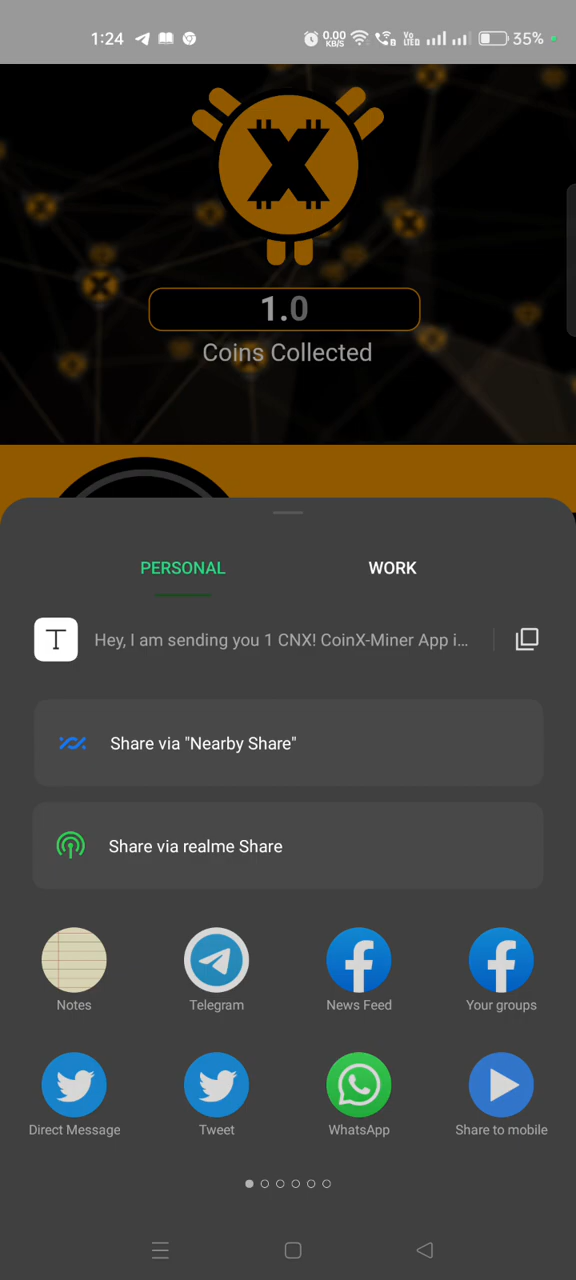 1:24
0.00 KB/S
Vo LTE
35%
X
1.0
Coins Collected
PERSONAL
WORK
T
Hey, I am sending you 1 CNX! CoinX-Miner App i...
Share via "Nearby Share"
Share via realme Share
Notes
Telegram
News Feed
Your groups
Direct Message
Tweet
WhatsApp
Share to mobile